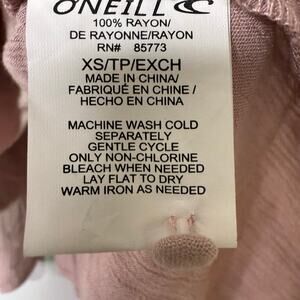 ONEILL
100% RAYON/
DE RAYONNE/RAYON
RN# 85773
XS/TP/EXCH
MADE IN CHINA/
FABRIQUÉ EN CHINE /
HECHO EN CHINA
MACHINE WASH COLD
SEPARATELY
GENTLE CYCLE
ONLY NON-CHLORINE
BLEACH WHEN NEEDED
LAY FLAT TO DRY
WARM IRON AS NEEDED